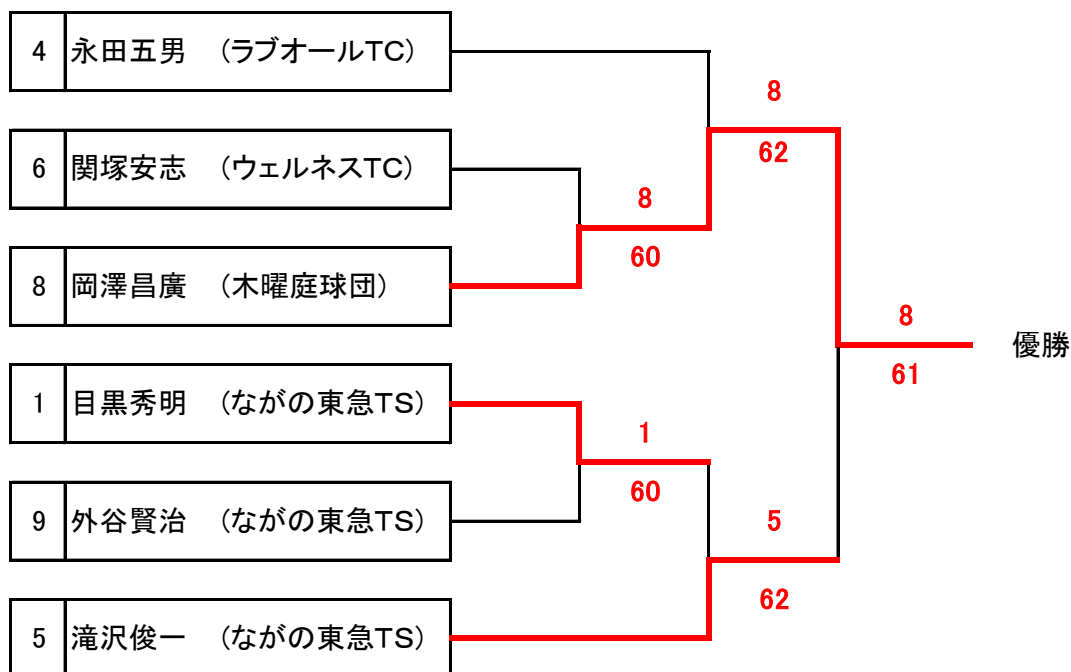 4 永田五男 (ラブオールTC)
8
62
6 関塚安志 (ウェルネスTC)
8
60
8 岡澤昌廣 (木曜庭球団)
8
優勝
61
1 目黒秀明 (ながの東急TS)
1
60
9 外谷賢治 (ながの東急TS)
5
62
5 滝沢俊一 (ながの東急TS)